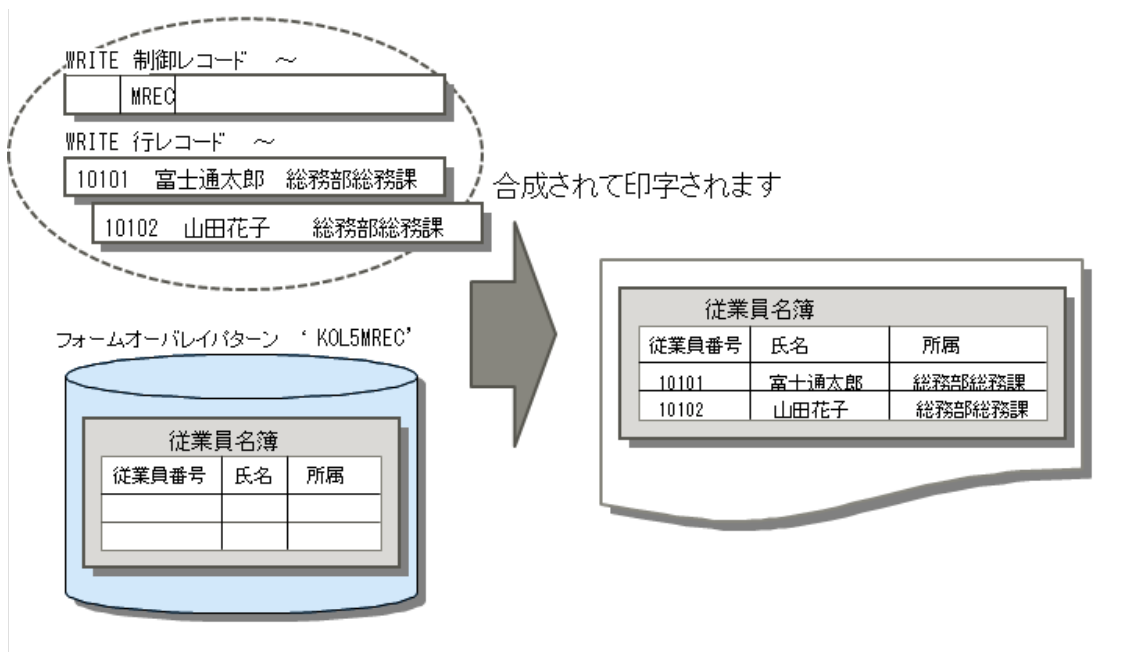 WRITE 制御レコード ～
MREC
WRITE 行レコード ～
10101 富士通太郎 総務部総務課
10102 山田花子 総務部総務課
合成されて印字されます
フォームオーバレイパターン ‘KOL5MREC’
従業員名簿
従業員番号 氏名 所属
従業員名簿
従業員番号 氏名 所属
10101 富士通太郎 総務部総務課
10102 山田花子 総務部総務課